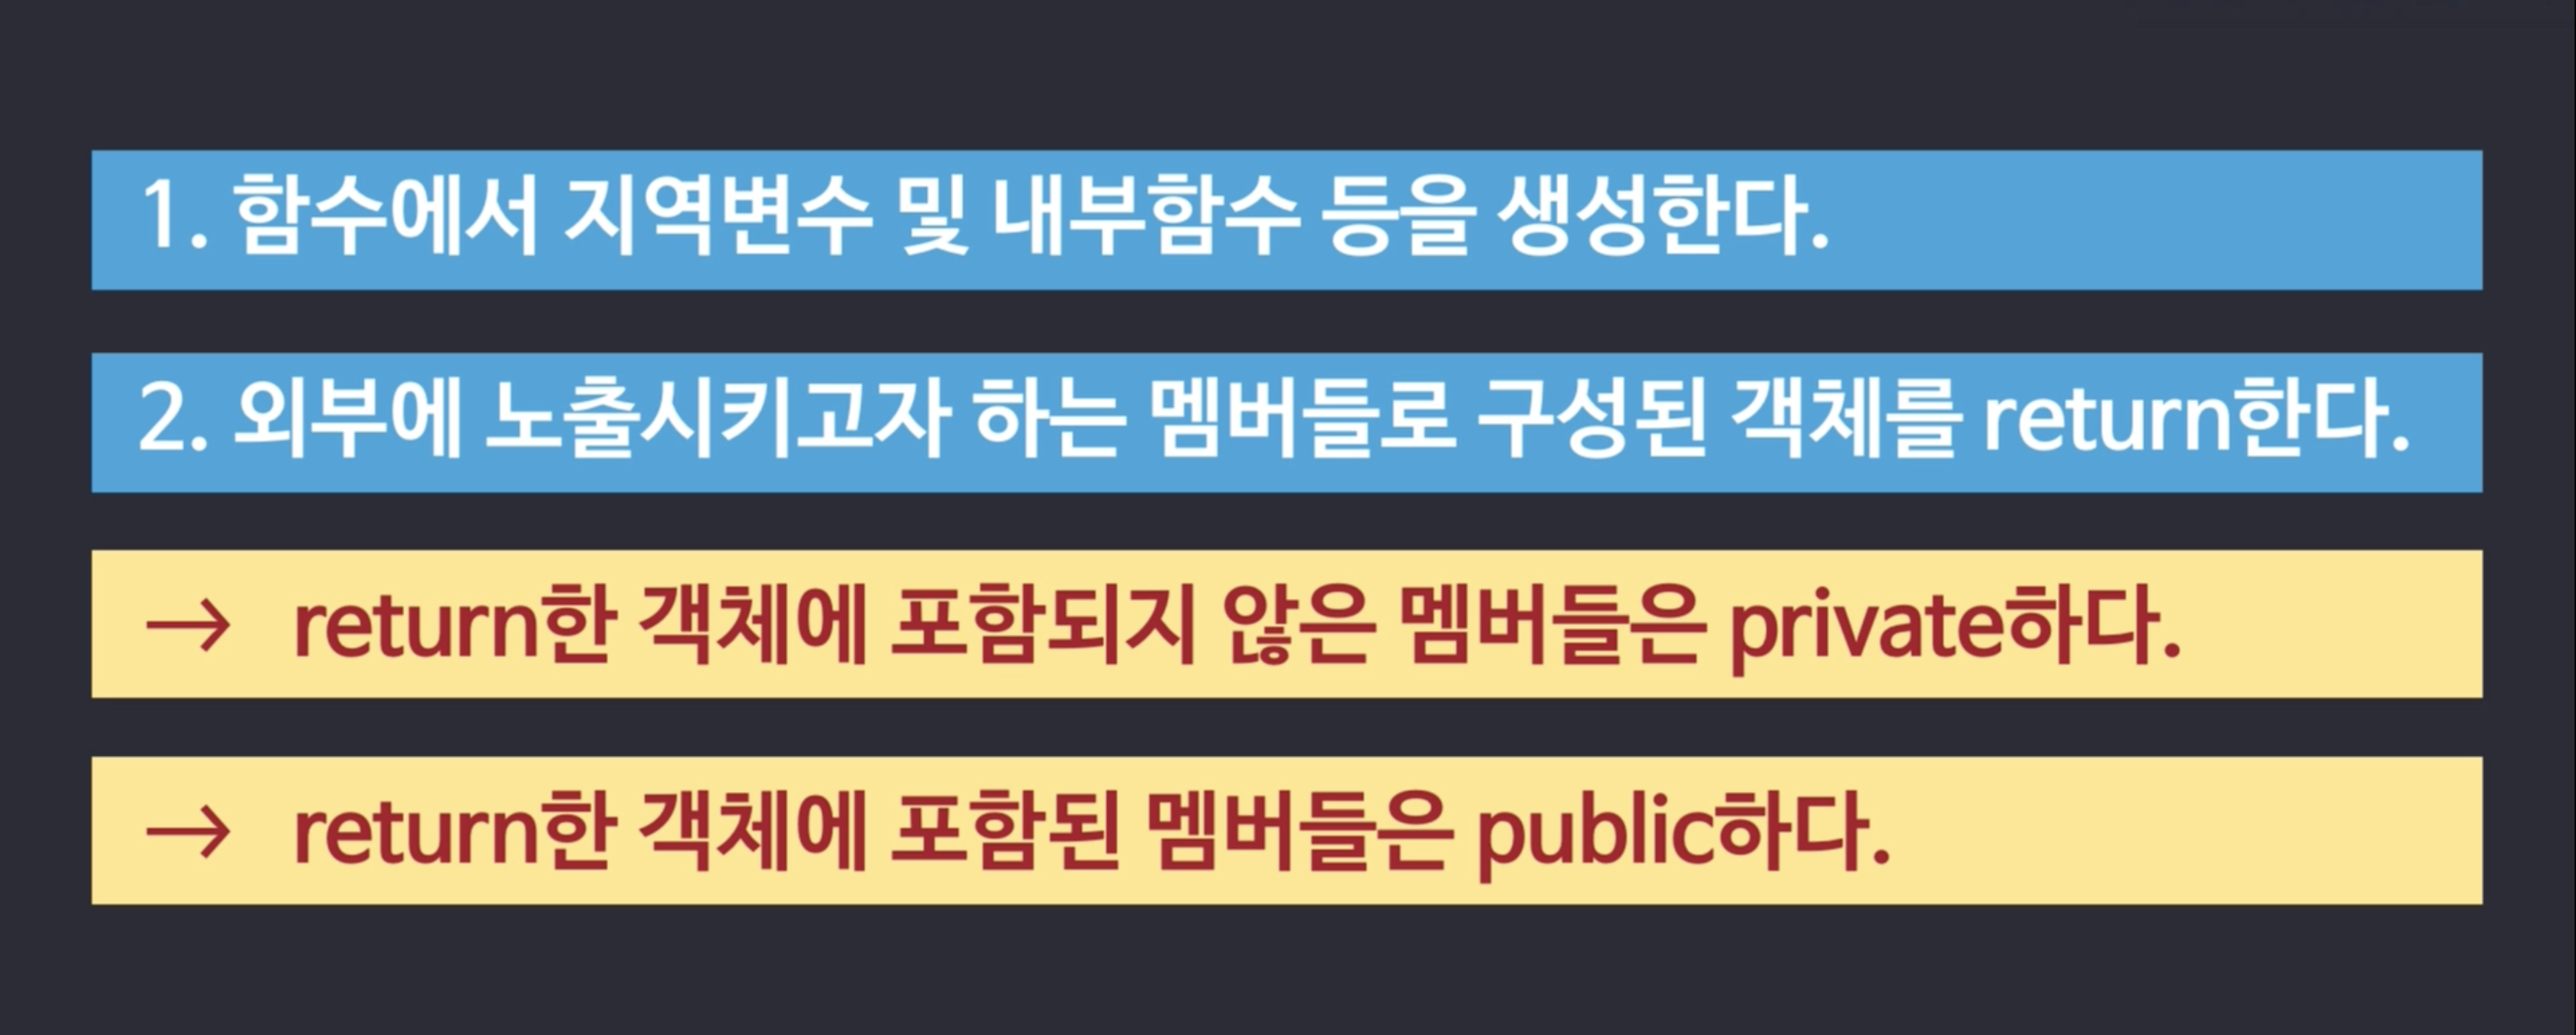 1. 함수에서 지역변수 및 내부함수 등을 생성한다.
2. 외부에 노출시키고자 하는 멤버들로 구성된 객체를 return한다.
→ return한 객체에 포함되지 않은 멤버들은 private하다.
→ return한 객체에 포함된 멤버들은 public하다.